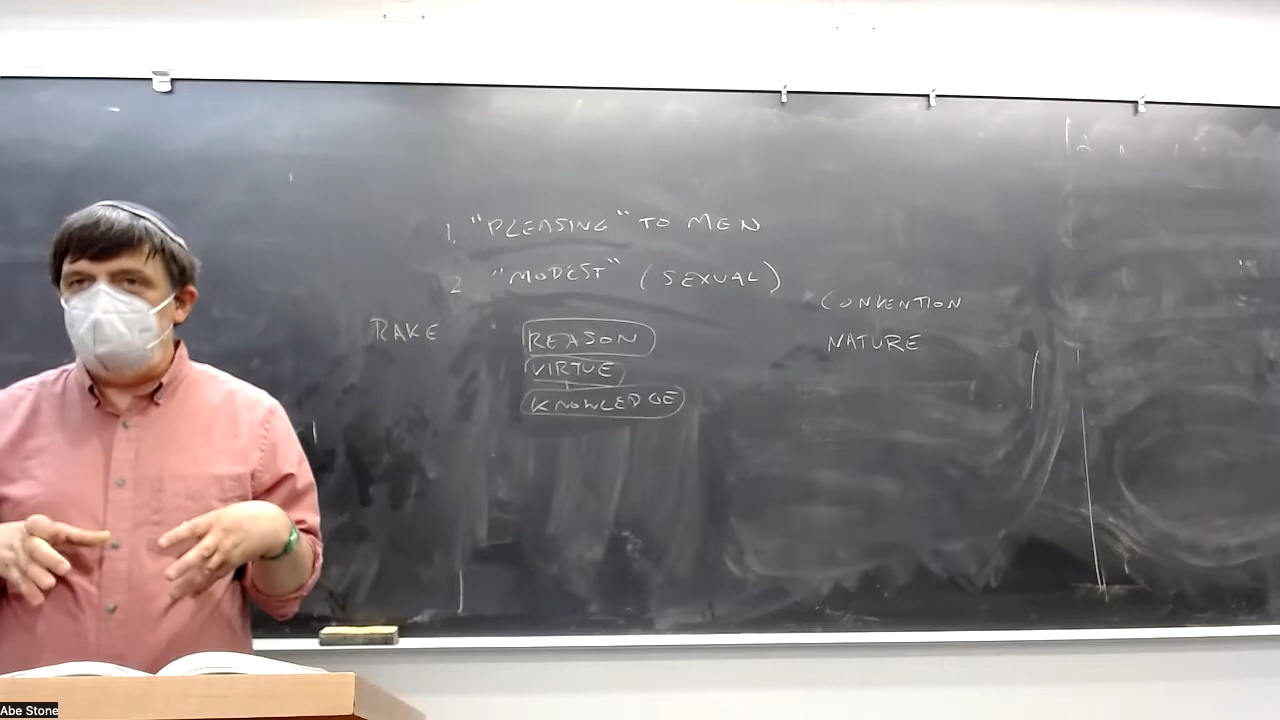 1. "PLEASING" TO MEN
2 "MODEST" (SEXUAL)
CONVENTION
RAKE REASON NATURE
VIRTUE
KNOWLEDGE
Abe Stone